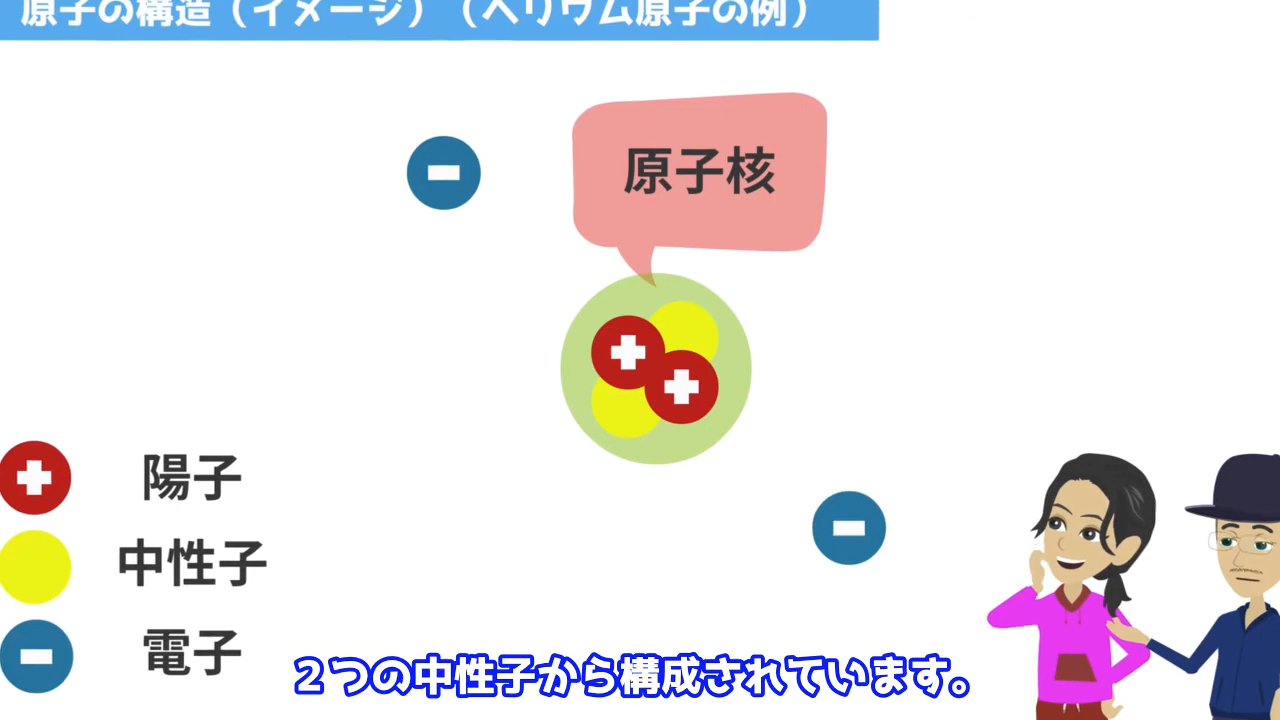 原子の構造（イメージ）（ヘリウム原子の例）
原子核
陽子
中性子
電子
２つの中性子から構成されています。